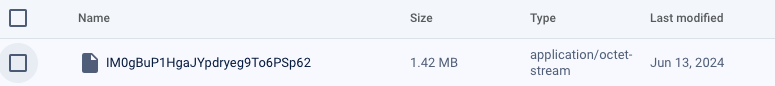 Name Size Type Last modified
IM0gBuP1HgaJYpdryeg9To6PSp62 1.42 MB application/octet- Jun 13, 2024
stream